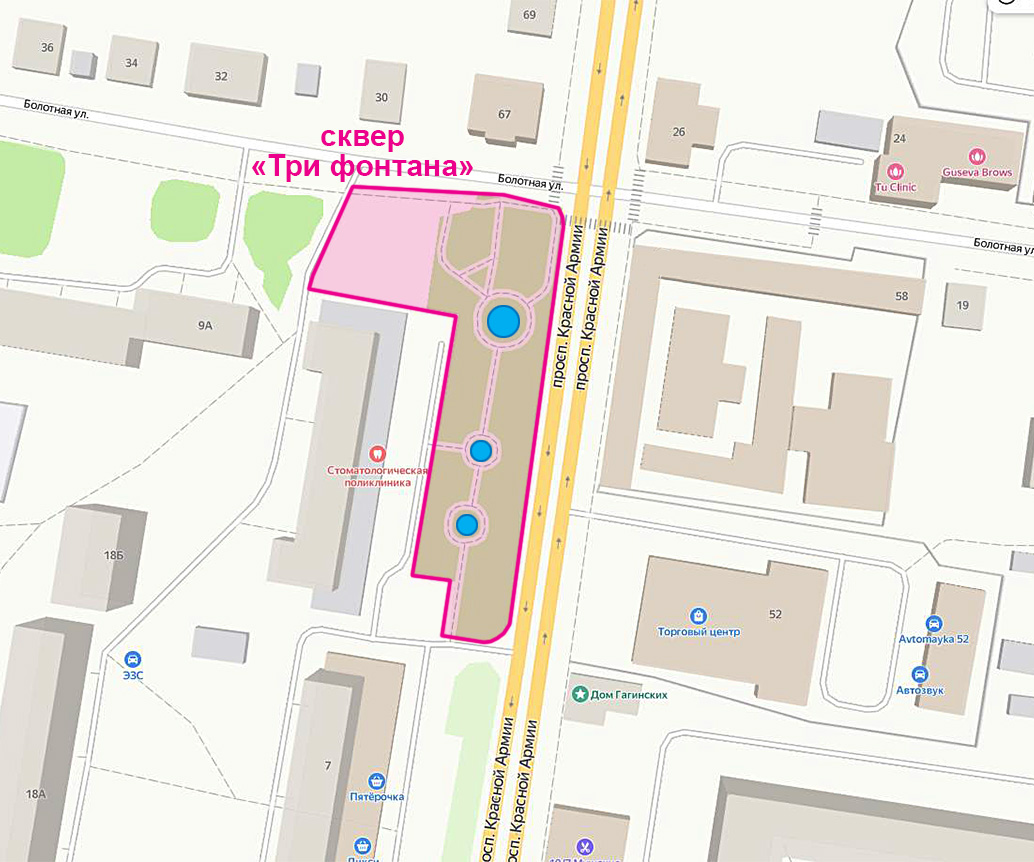 69
36
34
32
30
67
26
24
Болотная ул.
сквер
«Три фонтана»
Болотная ул.
Tu Clinic
Guseva Brows
Болотная ул
просп. Красной Армии
просп. Красной Армии
58
19
9А
Стоматологическая
поликлиника
18Б
52
Торговый центр
Avtomayka 52
Автозвук
ЭЗС
Дом Гагинских
7
18А
Пятёрочка
просп. Красной Армии
просп. Красной Армии